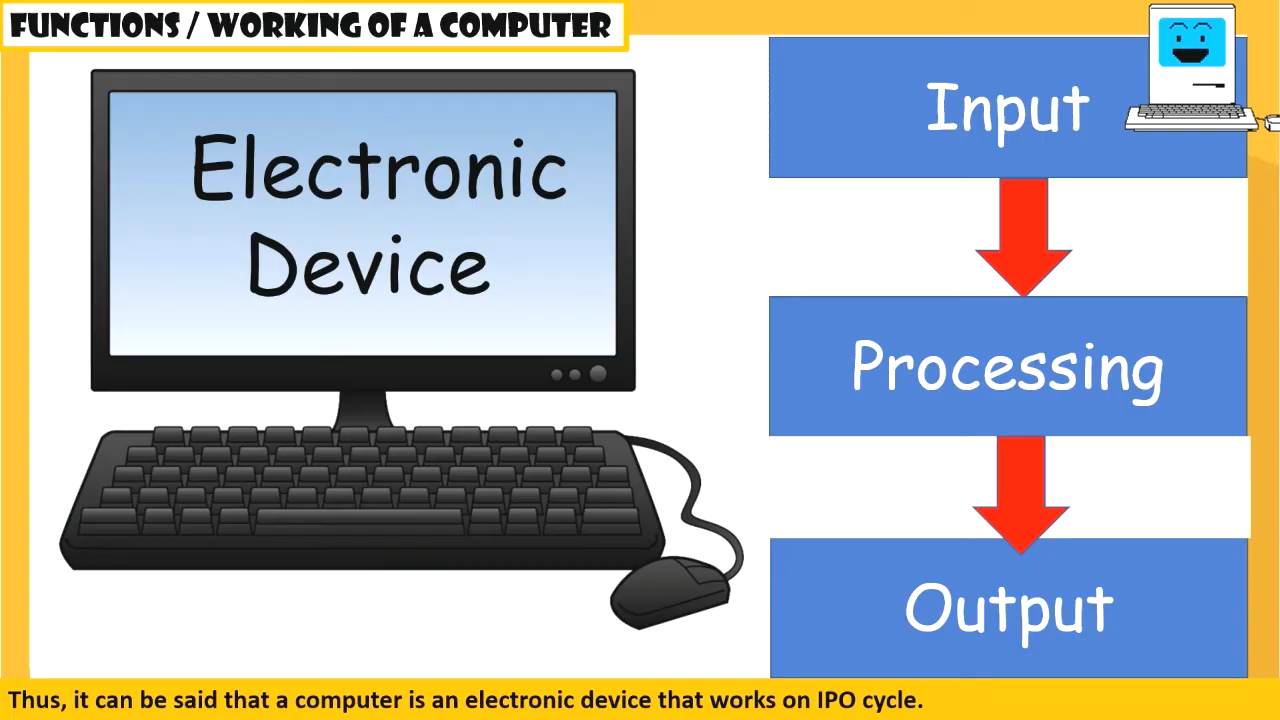 FUNCTIONS / WORKING OF A COMPUTER
Electronic
Device
Input
Processing
Output
Thus, it can be said that a computer is an electronic device that works on IPO cycle.